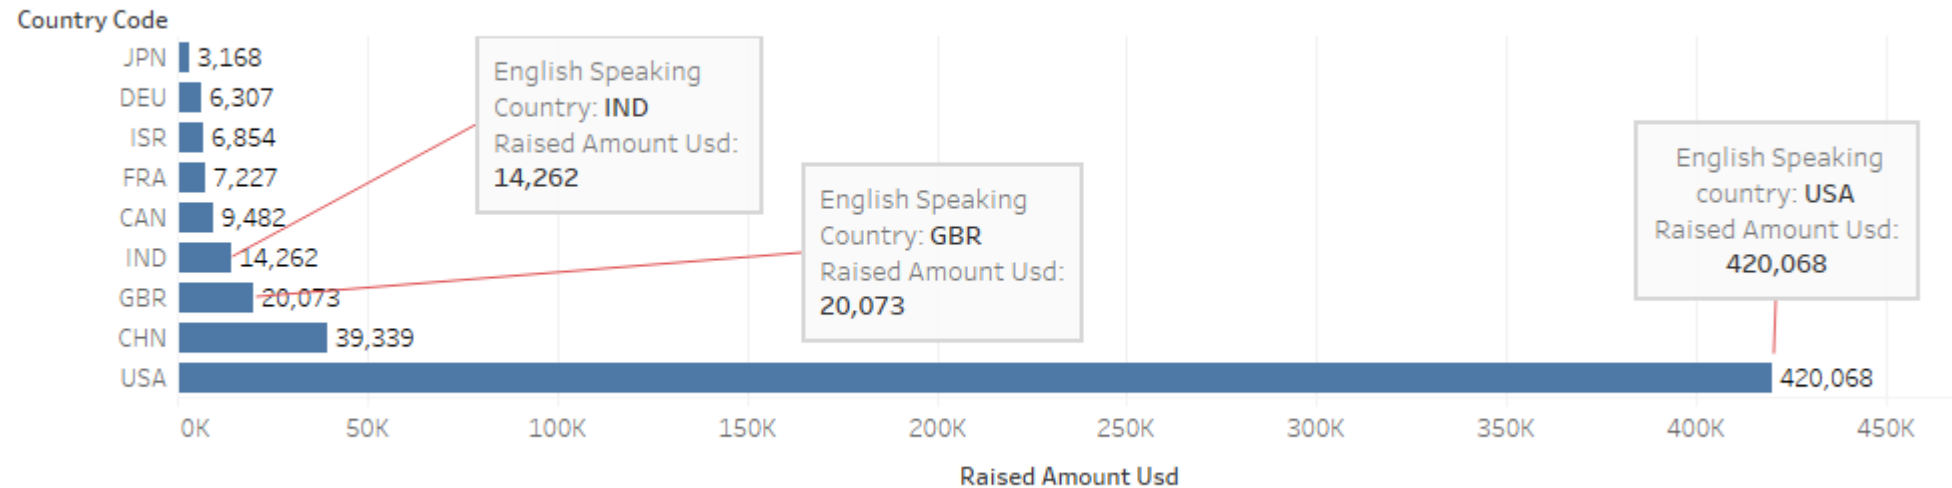 Country Code
JPN 3,168
DEU 6,307
ISR 6,854
FRA 7,227
CAN 9,482
IND 14,262
GBR 20,073
CHN 39,339
USA 420,068
English Speaking
Country: IND
Raised Amount Usd:
14,262
English Speaking
Country: GBR
Raised Amount Usd:
20,073
English Speaking
country: USA
Raised Amount Usd:
420,068
0K 50K 100K 150K 200K 250K 300K 350K 400K 450K
Raised Amount Usd